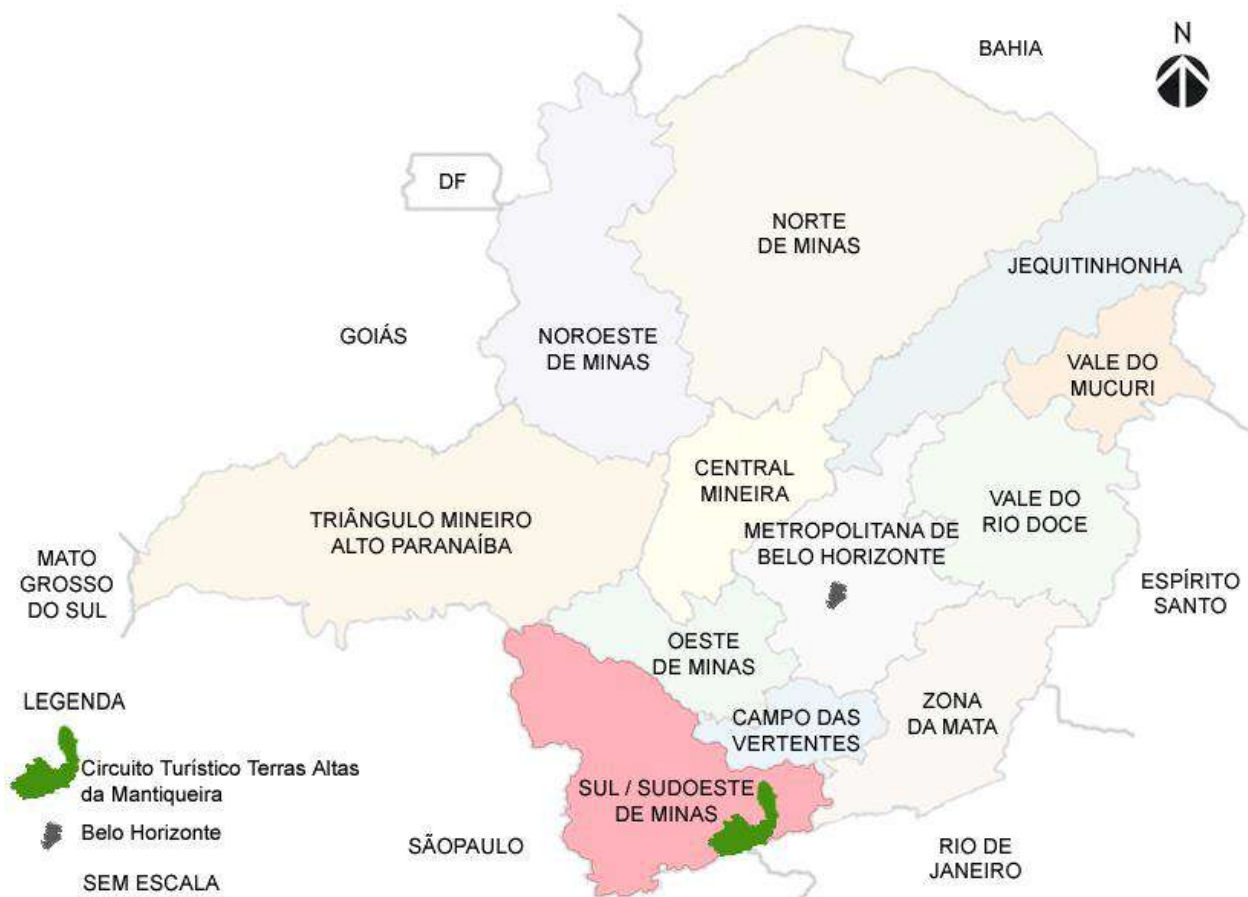 N
BAHIA
DF
NORTE
DE MINAS
JEQUITINHONHA
GOIÁS
NOROESTE
DE MINAS
VALE DO
MUCURI
CENTRAL
MINEIRA
VALE DO
RIO DOCE
TRIÂNGULO MINEIRO
ALTO PARANAÍBA
METROPOLITANA DE
BELO HORIZONTE
MATO
GROSSO
DO SUL
ESPÍRITO
SANTO
OESTE
DE MINAS
ZONA
DA MATA
CAMPO DAS
VERTENTES
SUL / SUDOESTE
DE MINAS
SÃOPAULO
RIO DE
JANEIRO
LEGENDA
Circuito Turístico Terras Altas
da Mantiqueira
Belo Horizonte
SEM ESCALA